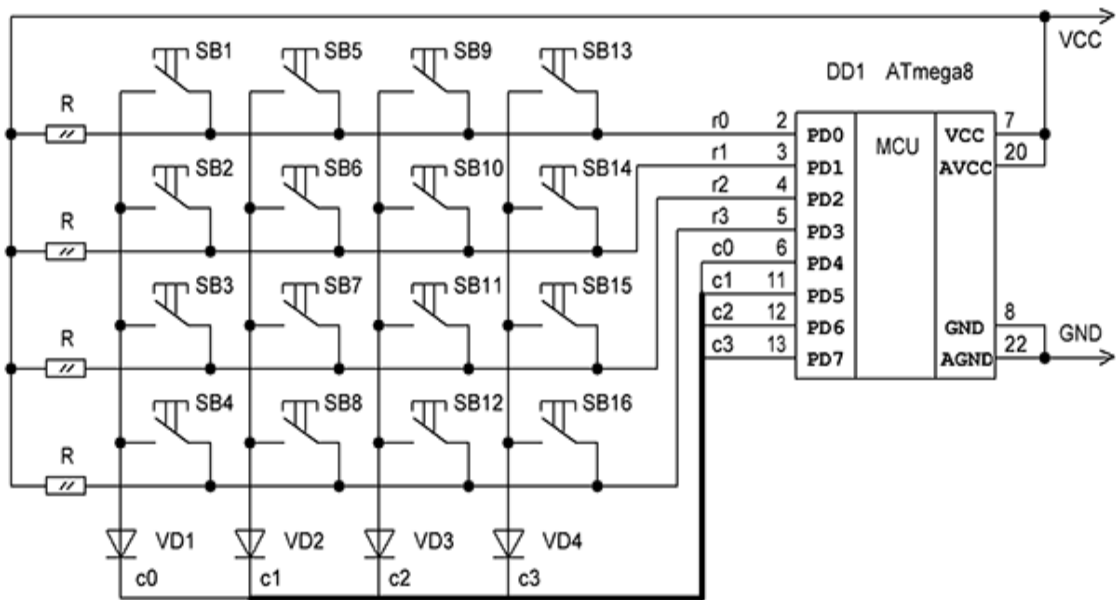 VCC
SB1 SB5 SB9 SB13
DD1 ATmega8
R
r0 2 PD0 MCU VCC 7
r1 3 PD1 AVCC 20
SB2 SB6 SB10 SB14
r2 4 PD2
R
r3 5 PD3
c0 6 PD4
c1 11 PD5
SB3 SB7 SB11 SB15
c2 12 PD6 GND 8
GND
R
c3 13 PD7 AGND 22
SB4 SB8 SB12 SB16
R
VD1 VD2 VD3 VD4
c0 c1 c2 c3